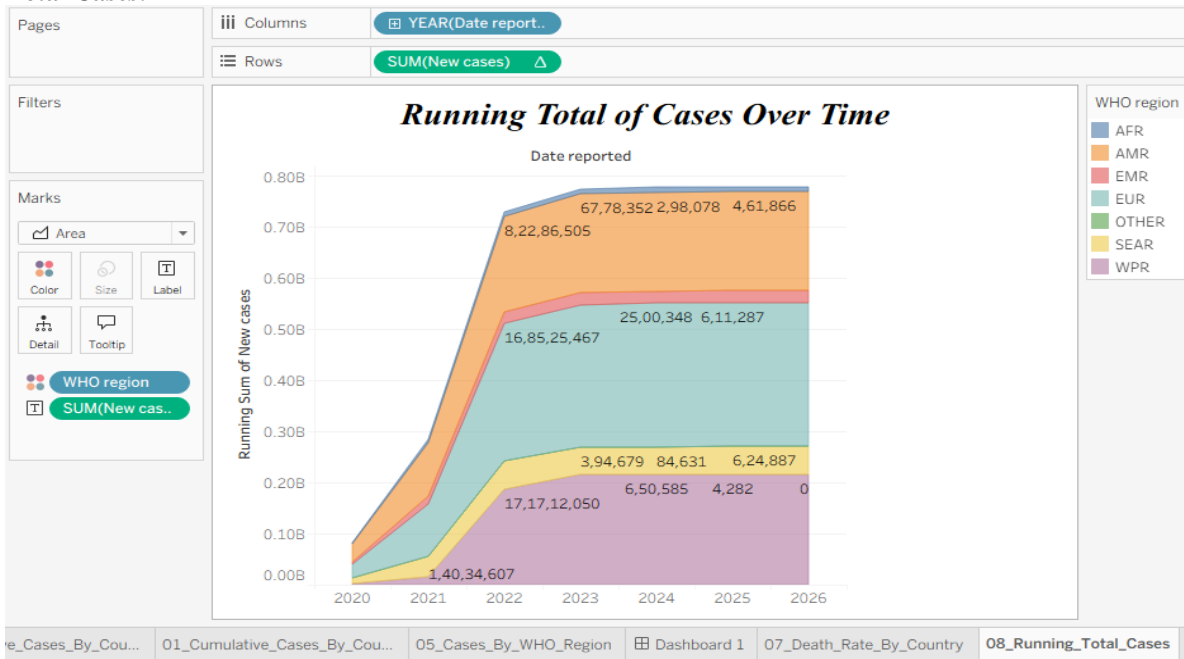 Pages
Columns
YEAR(Date report..
Rows
SUM(New cases)
Filters
Marks
Area
Color
Size
Label
Detail
Tooltip
WHO region
SUM(New cas..
Running Total of Cases Over Time
Date reported
Running Sum of New cases
0.80B
0.70B
0.60B
0.50B
0.40B
0.30B
0.20B
0.10B
0.00B
67,78,352 2,98,078 4,61,866
8,22,86,505
25,00,348 6,11,287
16,85,25,467
3,94,679 84,631 6,24,887
6,50,585 4,282 0
17,17,12,050
1,40,34,607
2020 2021 2022 2023 2024 2025 2026
WHO region
AFR
AMR
EMR
EUR
OTHER
SEAR
WPR
ve_Cases_By_Cou... 01_Cumulative_Cases_By_Cou... 05_Cases_By_WHO_Region Dashboard 1 07_Death_Rate_By_Country 08_Running_Total_Cases